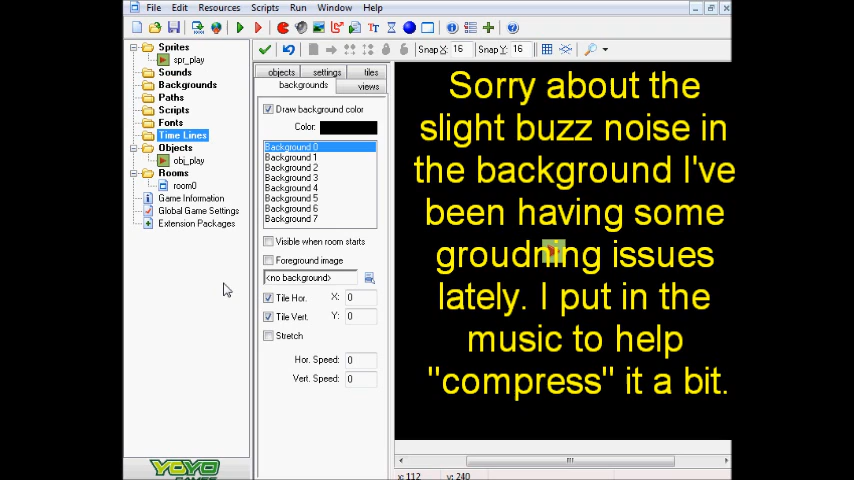 File Edit Resources Scripts Run Window Help
Snap X: 16 Snap Y: 16
Sprites
spr_play
Sounds
Backgrounds
Paths
Scripts
Fonts
Time Lines
Objects
obj_play
Rooms
room0
Game Information
Global Game Settings
Extension Packages
YOYO
GAMES
objects settings tiles
backgrounds views
Draw background color
Color:
Background 0
Background 1
Background 2
Background 3
Background 4
Background 5
Background 6
Background 7
Visible when room starts
Foreground image
<no background>
Tile Hor. X: 0
Tile Vert. Y: 0
Stretch
Hor. Speed: 0
Vert. Speed: 0
Sorry about the
slight buzz noise in
the background I've
been having some
groudning issues
lately. I put in the
music to help
"compress" it a bit.
x: 112 y: 240